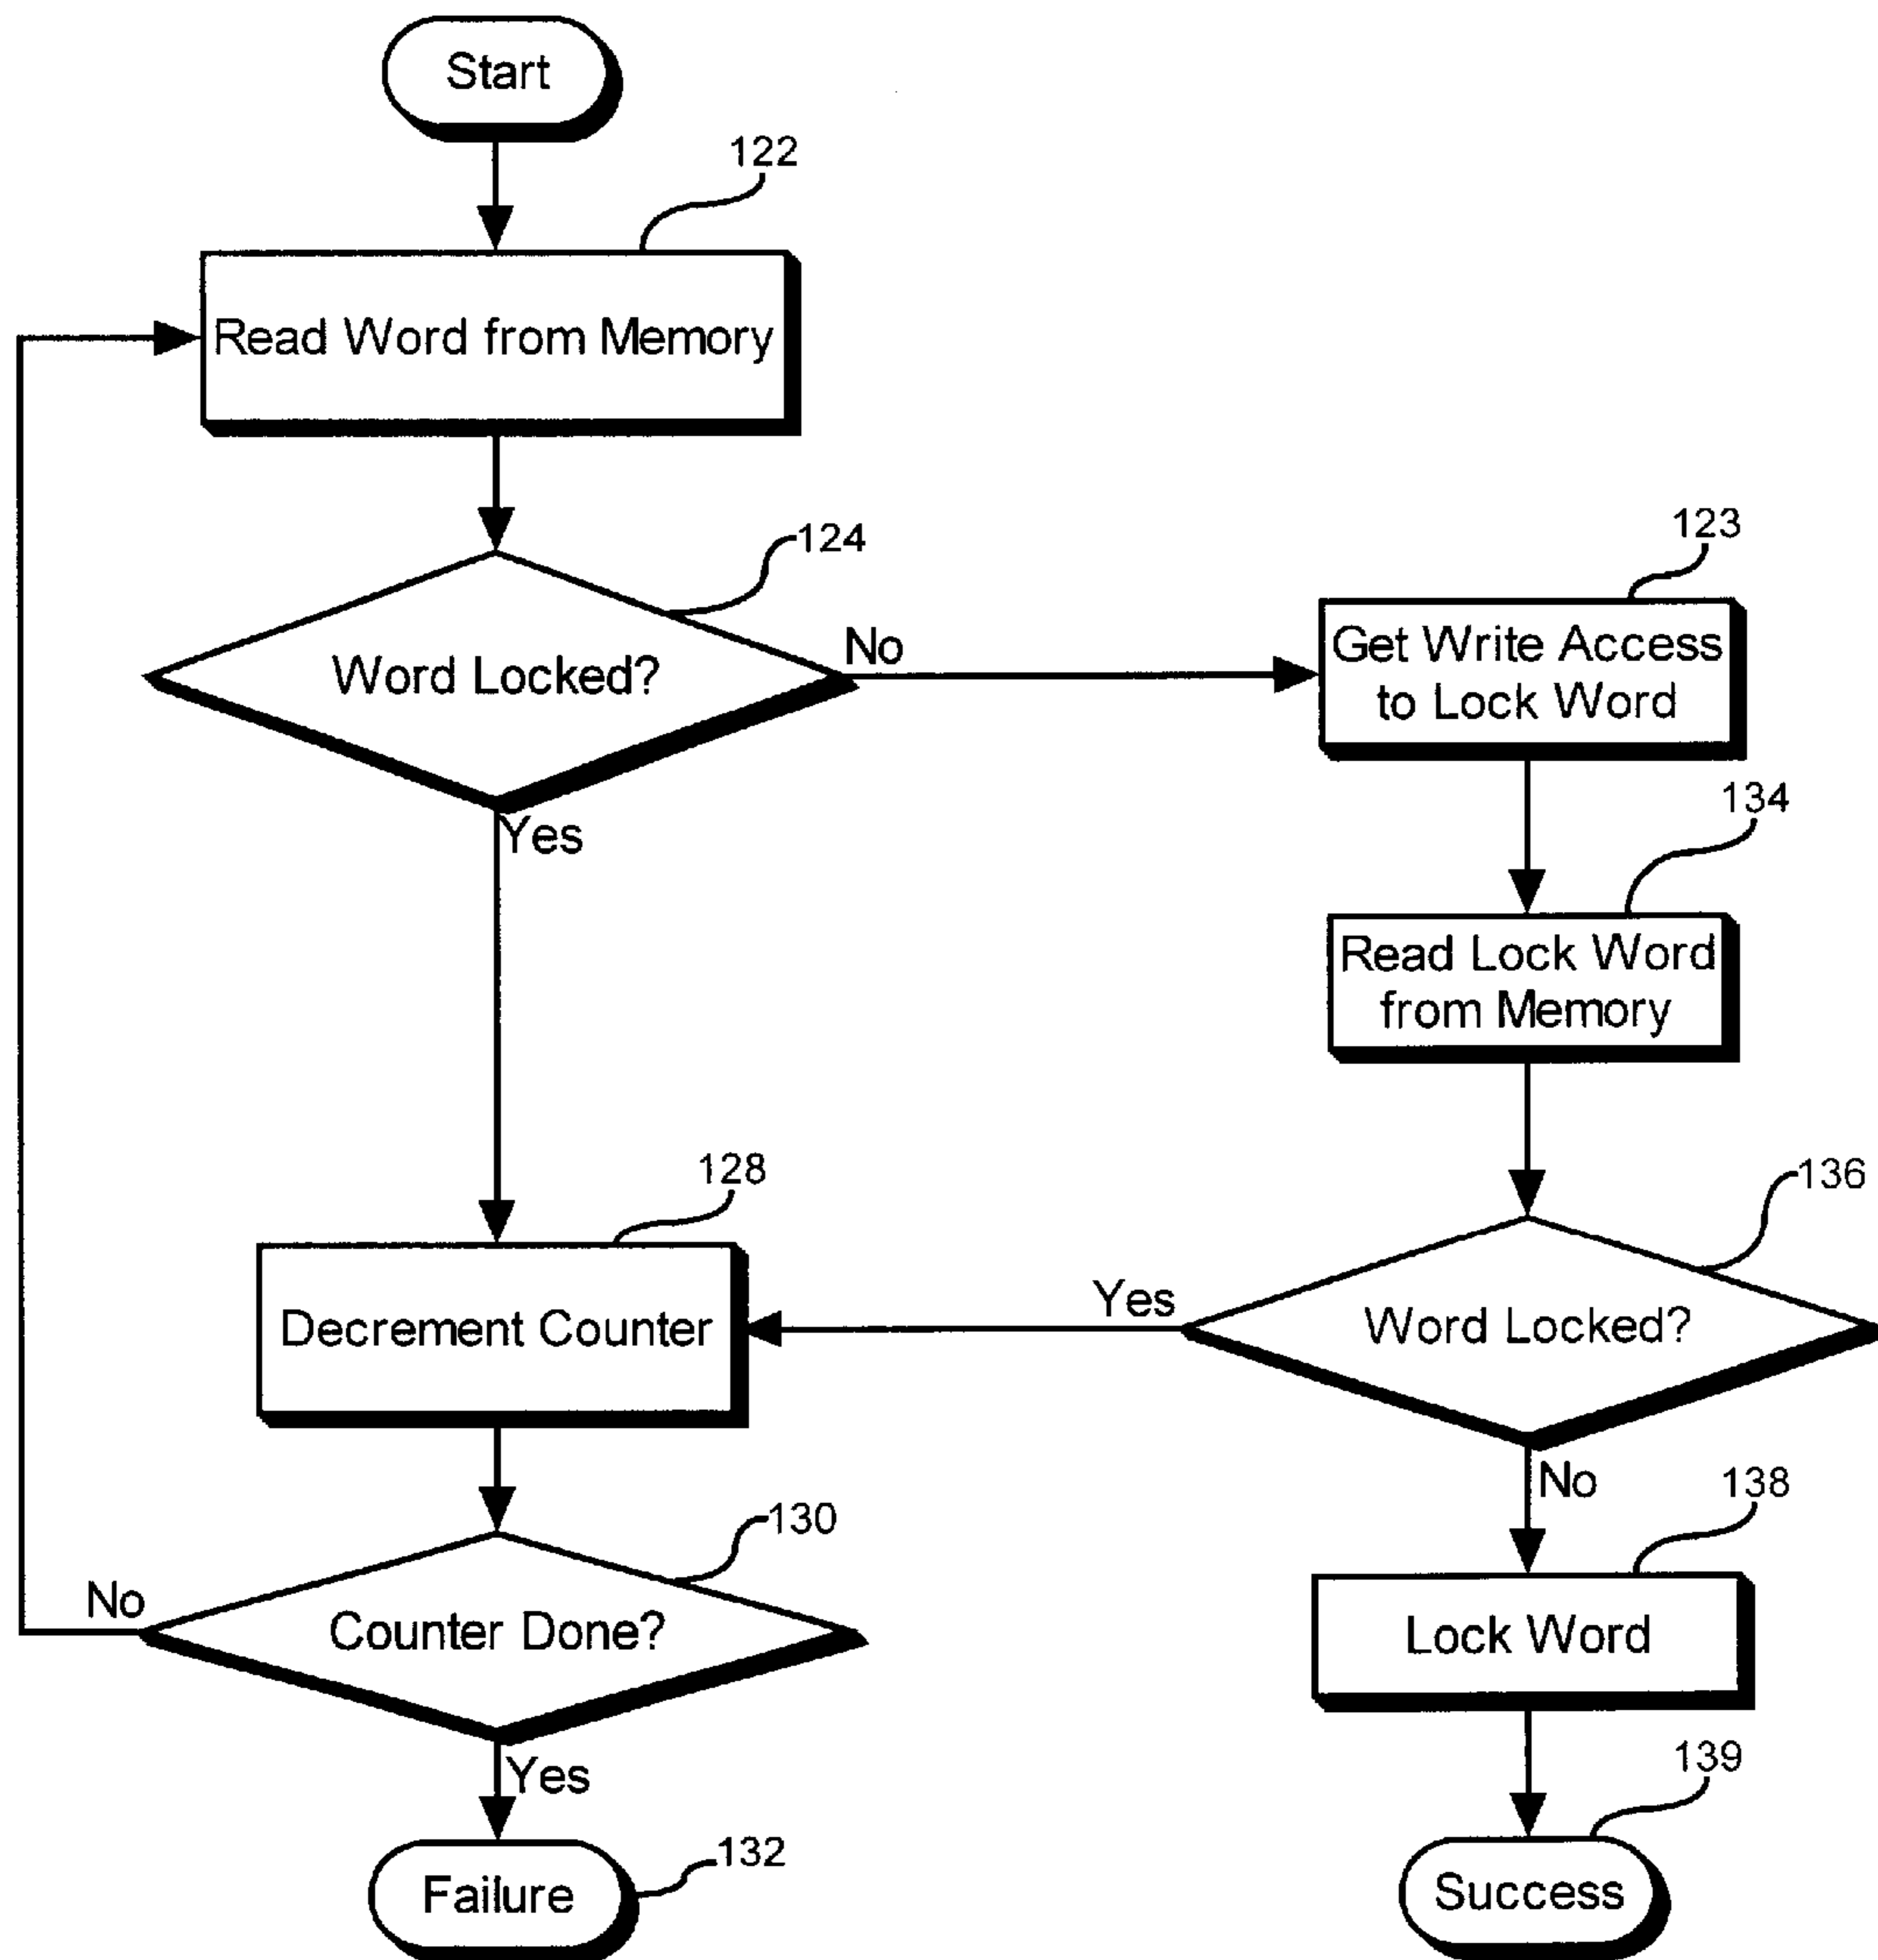 Start
122
Read Word from Memory
124
Word Locked?
No
Yes
123
Get Write Access
to Lock Word
134
Read Lock Word
from Memory
128
Decrement Counter
136
Yes
Word Locked?
No
130
No
Counter Done?
Yes
138
Lock Word
132
Failure
139
Success